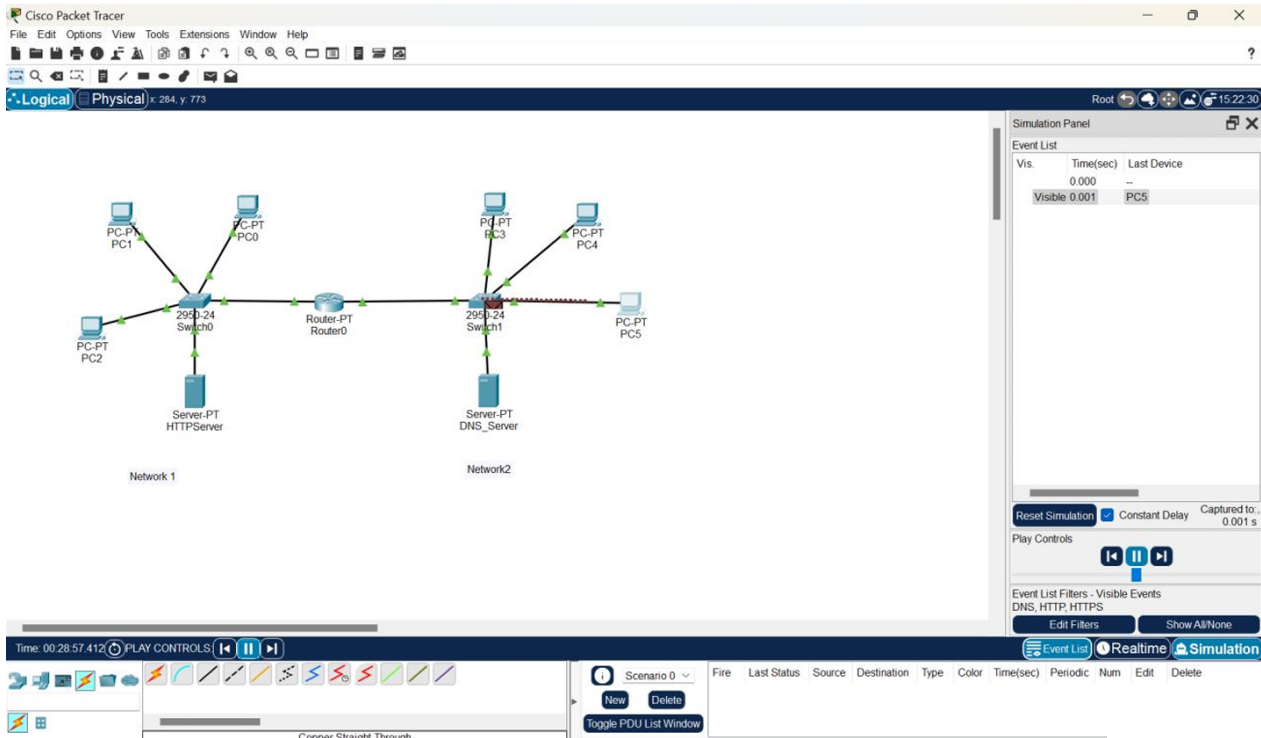 Cisco Packet Tracer
File Edit Options View Tools Extensions Window Help
?
Logical Physical x: 284, y: 773
Root 15:22:30
Simulation Panel
Event List
Vis. Time(sec) Last Device
0.000 --
Visible 0.001 PC5
PC-PT
PC1
PC-PT
PC0
PC-PT
PC3
PC-PT
PC4
2950-24
Switch0
Router-PT
Router0
2950-24
Switch1
PC-PT
PC5
PC-PT
PC2
Server-PT
HTTPServer
Server-PT
DNS_Server
Network 1
Network2
Reset Simulation Constant Delay Captured to:
0.001 s
Play Controls
Event List Filters - Visible Events
DNS, HTTP, HTTPS
Edit Filters Show All/None
Time: 00:28:57.412 PLAY CONTROLS:
Event List Realtime Simulation
Scenario 0
New Delete
Toggle PDU List Window
Fire Last Status Source Destination Type Color Time(sec) Periodic Num Edit Delete
Copper Straight-Through